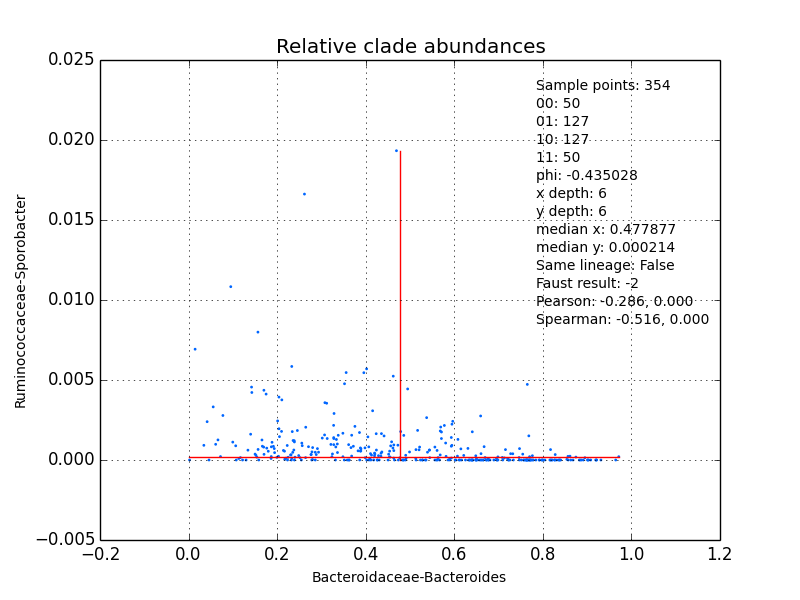 Relative clade abundances
0.025
0.020
0.015
0.010
0.005
0.000
−0.005
Ruminococcaceae-Sporobacter
Sample points: 354
00: 50
01: 127
10: 127
11: 50
phi: -0.435028
x depth: 6
y depth: 6
median x: 0.477877
median y: 0.000214
Same lineage: False
Faust result: -2
Pearson: -0.286, 0.000
Spearman: -0.516, 0.000
−0.2 0.0 0.2 0.4 0.6 0.8 1.0 1.2
Bacteroidaceae-Bacteroides